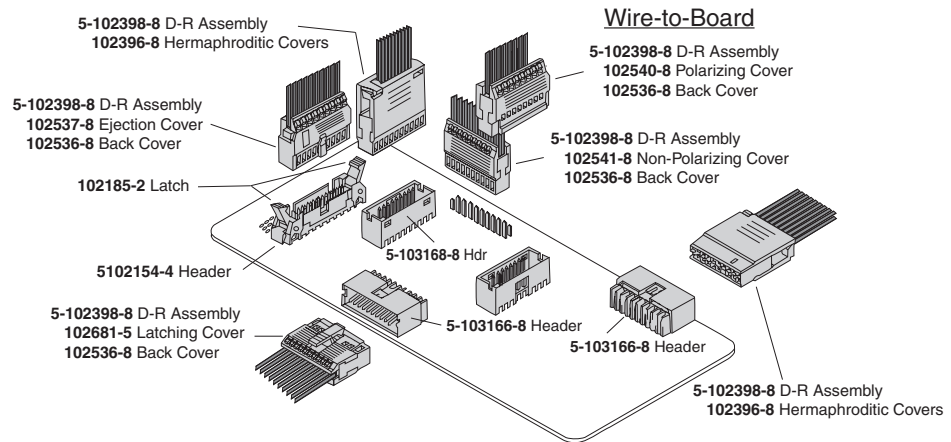 Wire-to-Board
5-102398-8 D-R Assembly
102396-8 Hermaphroditic Covers
5-102398-8 D-R Assembly
102540-8 Polarizing Cover
102536-8 Back Cover
5-102398-8 D-R Assembly
102537-8 Ejection Cover
102536-8 Back Cover
5-102398-8 D-R Assembly
102541-8 Non-Polarizing Cover
102536-8 Back Cover
102185-2 Latch
5-103168-8 Hdr
5102154-4 Header
5-102398-8 D-R Assembly
102681-5 Latching Cover
102536-8 Back Cover
5-103166-8 Header
5-103166-8 Header
5-102398-8 D-R Assembly
102396-8 Hermaphroditic Covers